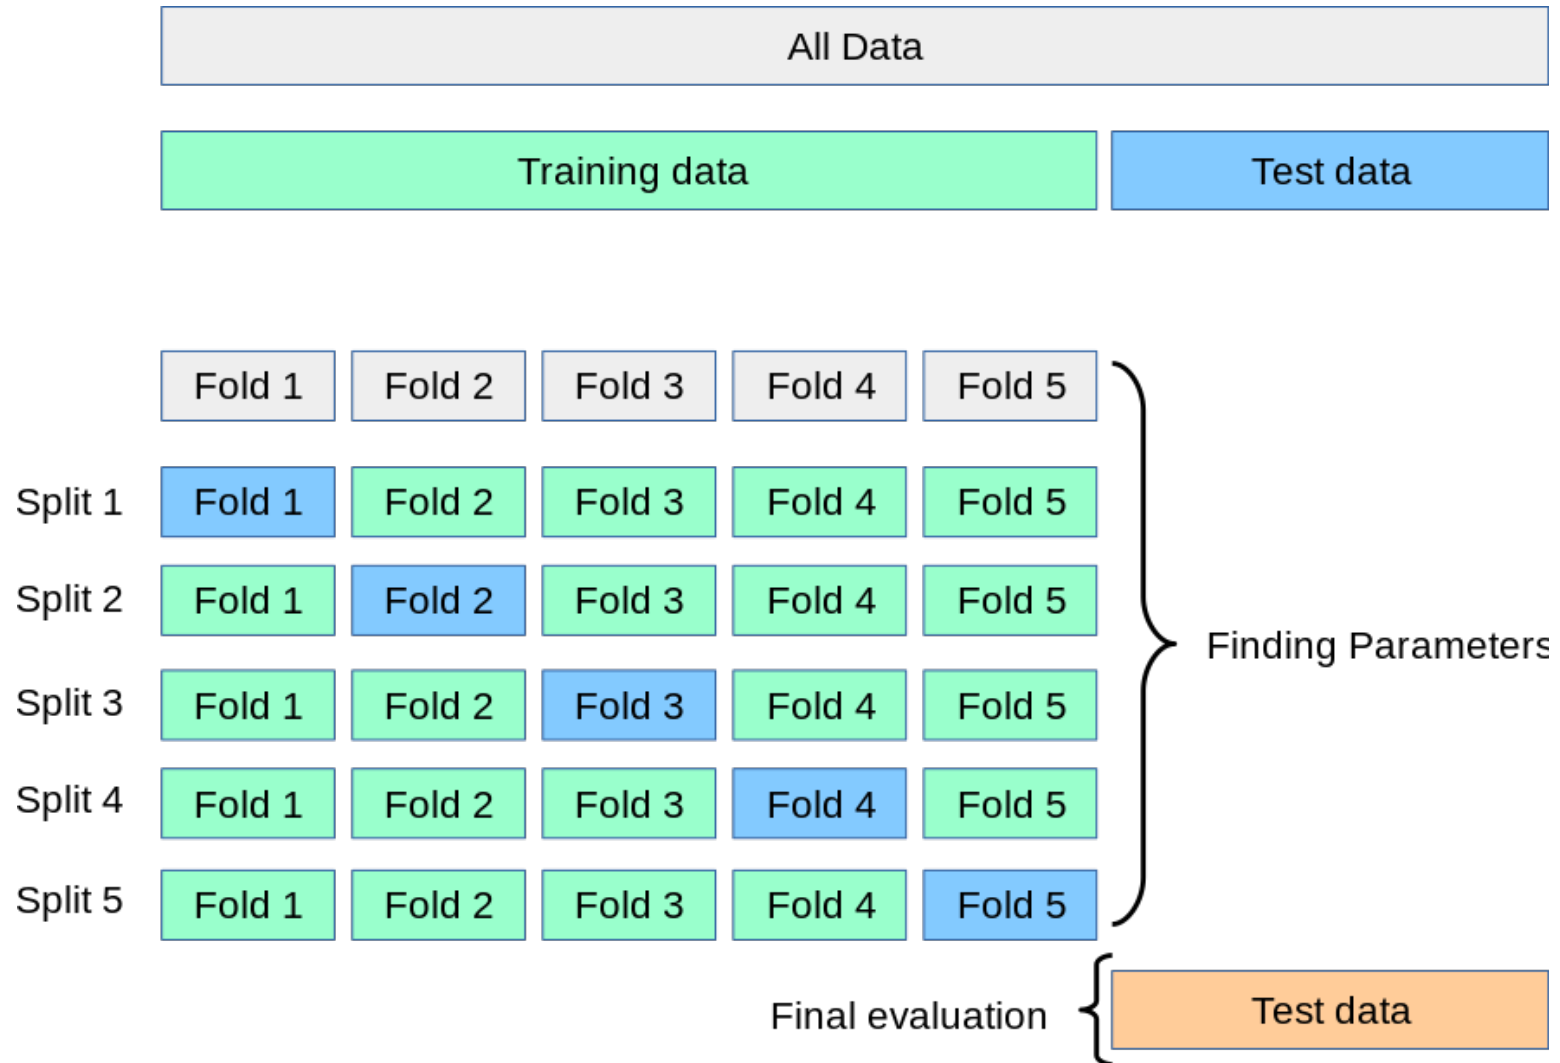 All Data
Training data Test data
Fold 1 Fold 2 Fold 3 Fold 4 Fold 5
Split 1 Fold 1 Fold 2 Fold 3 Fold 4 Fold 5
Split 2 Fold 1 Fold 2 Fold 3 Fold 4 Fold 5
Finding Parameters
Split 3 Fold 1 Fold 2 Fold 3 Fold 4 Fold 5
Split 4 Fold 1 Fold 2 Fold 3 Fold 4 Fold 5
Split 5 Fold 1 Fold 2 Fold 3 Fold 4 Fold 5
Final evaluation Test data